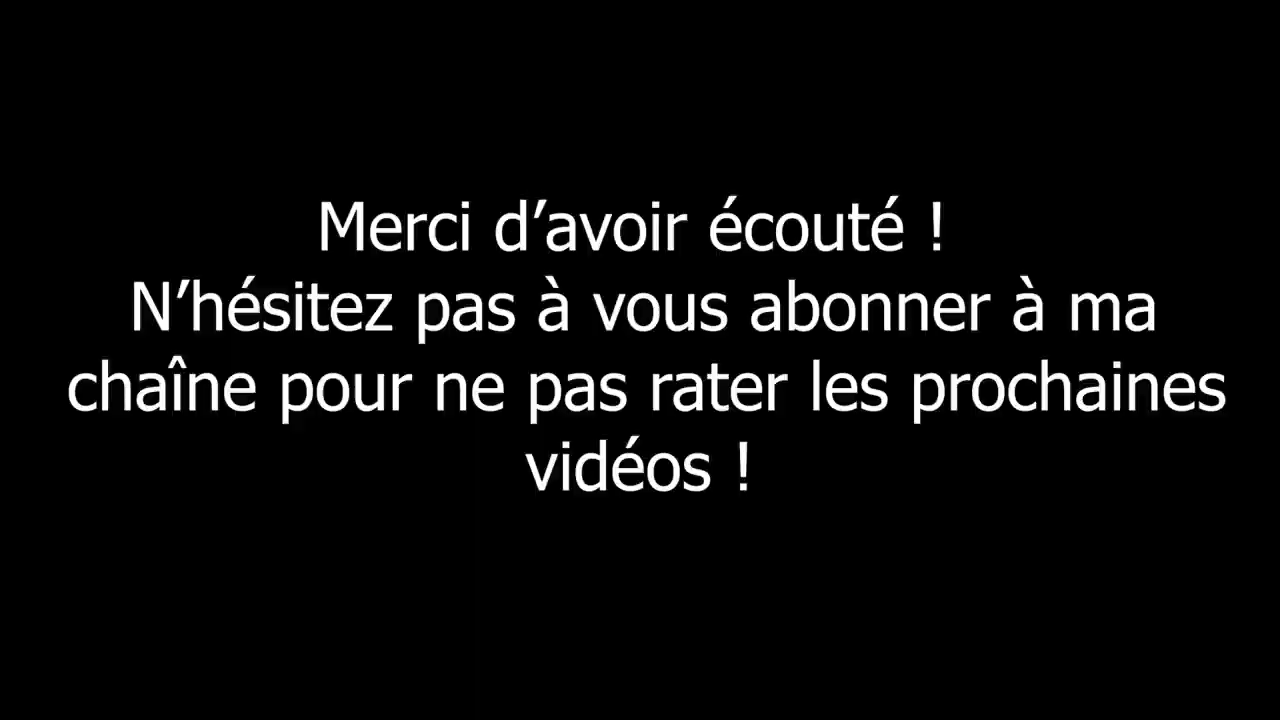 Merci d’avoir écouté !
N’hésitez pas à vous abonner à ma
chaîne pour ne pas rater les prochaines
vidéos !